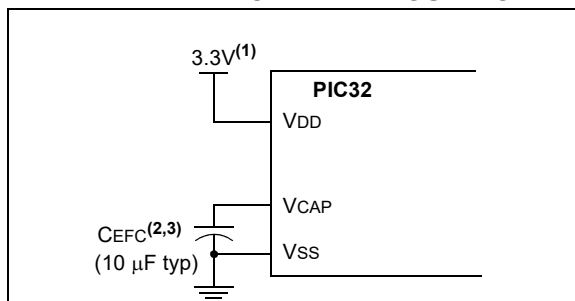 3.3V(1)
PIC32
VDD
VCAP
CEFC(2,3)
(10 μF typ)
VSS